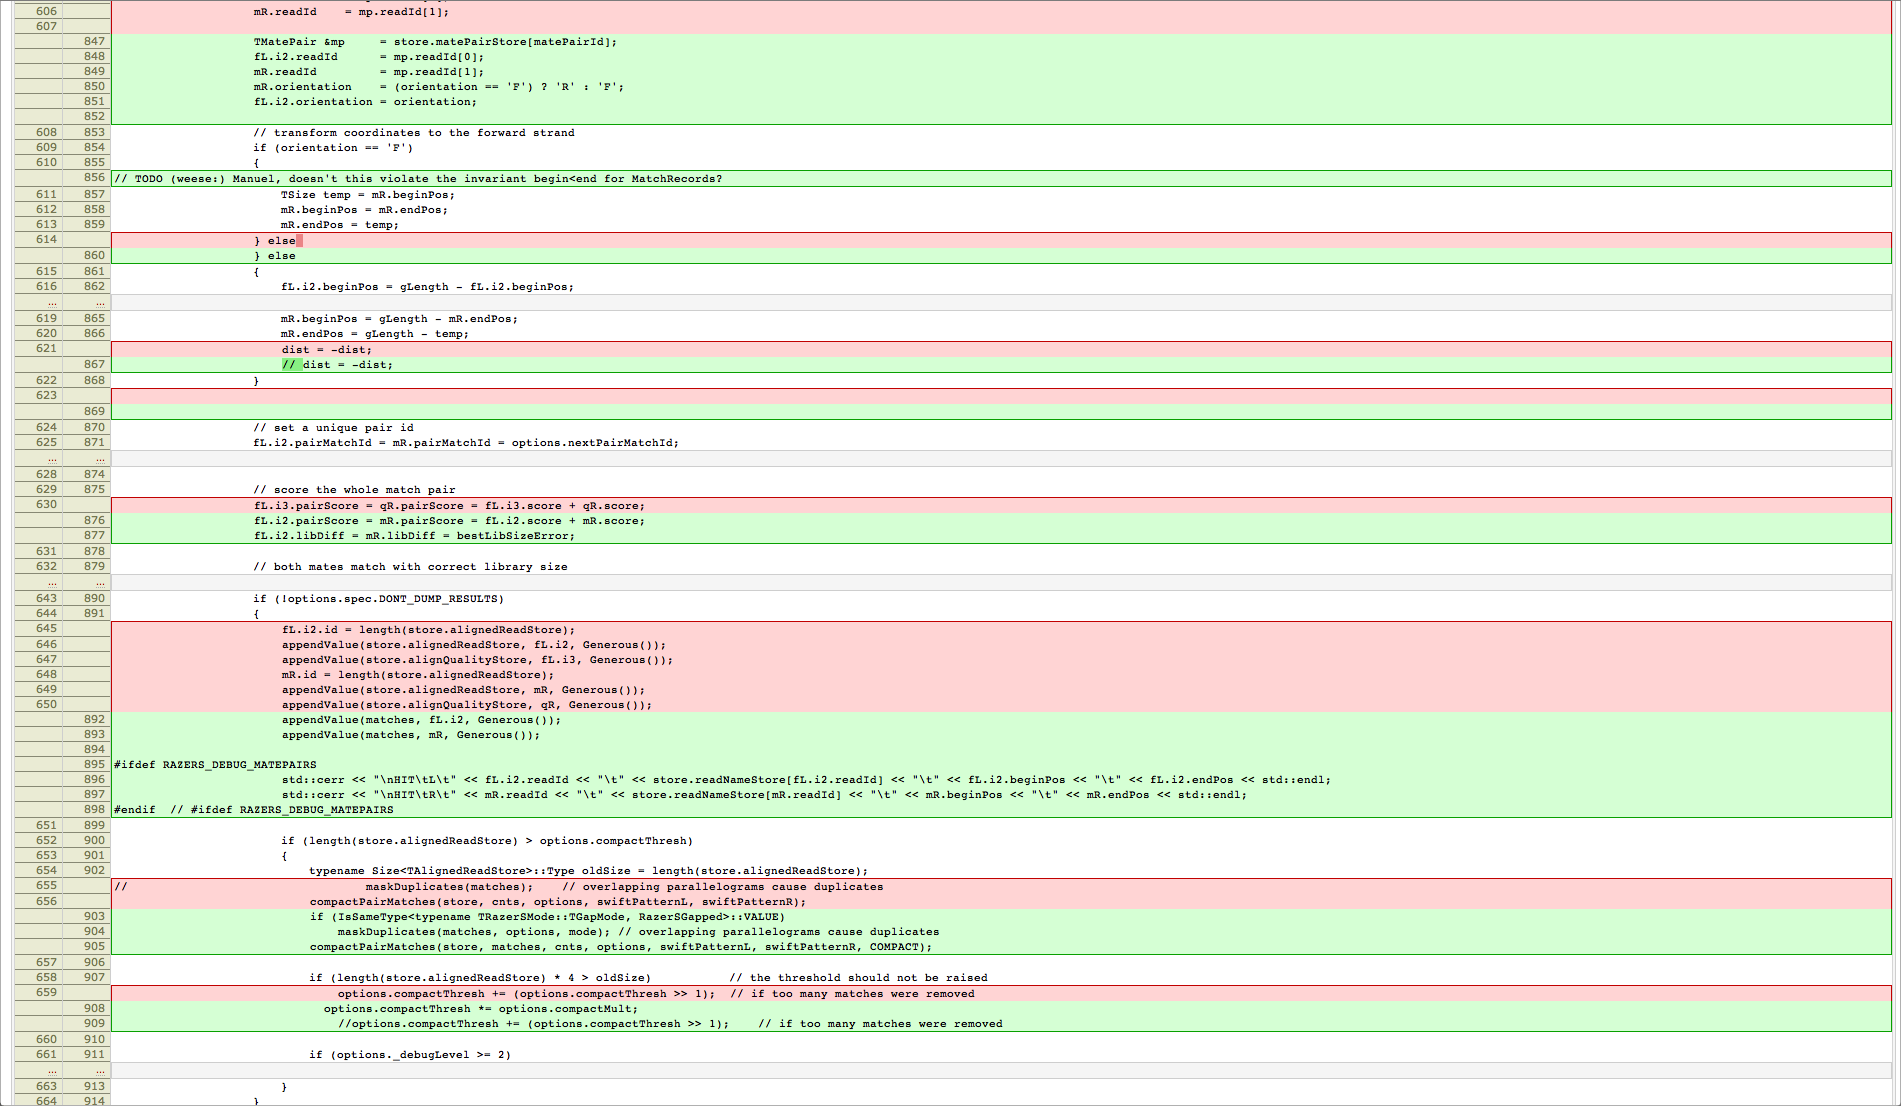 606 mR.readId    = mp.readId[1];
607
847 TMatePair &mp     = store.matePairStore[matePairId];
848 fL.i2.readId      = mp.readId[0];
849 mR.readId         = mp.readId[1];
850 mR.orientation    = (orientation == 'F') ? 'R' : 'F';
851 fL.i2.orientation = orientation;
852
608 853 // transform coordinates to the forward strand
609 854 if (orientation == 'F')
610 855 {
856 // TODO (weese:) Manuel, doesn't this violate the invariant begin<end for MatchRecords?
611 857 TSize temp = mR.beginPos;
612 858 mR.beginPos = mR.endPos;
613 859 mR.endPos = temp;
614 } else
860 } else
615 861 {
616 862 fL.i2.beginPos = gLength - fL.i2.beginPos;
... ...
619 865 mR.beginPos = gLength - mR.endPos;
620 866 mR.endPos = gLength - temp;
621 dist = -dist;
867 // dist = -dist;
622 868 }
623
869
624 870 // set a unique pair id
625 871 fL.i2.pairMatchId = mR.pairMatchId = options.nextPairMatchId;
... ...
628 874
629 875 // score the whole match pair
630 fL.i3.pairScore = qR.pairScore = fL.i3.score + qR.score;
876 fL.i2.pairScore = mR.pairScore = fL.i2.score + mR.score;
877 fL.i2.libDiff = mR.libDiff = bestLibSizeError;
631 878
632 879 // both mates match with correct library size
... ...
643 890 if (!options.spec.DONT_DUMP_RESULTS)
644 891 {
645 fL.i2.id = length(store.alignedReadStore);
646 appendValue(store.alignedReadStore, fL.i2, Generous());
647 appendValue(store.alignQualityStore, fL.i3, Generous());
648 mR.id = length(store.alignedReadStore);
649 appendValue(store.alignedReadStore, mR, Generous());
650 appendValue(store.alignQualityStore, qR, Generous());
892 appendValue(matches, fL.i2, Generous());
893 appendValue(matches, mR, Generous());
894
895 #ifdef RAZERS_DEBUG_MATEPAIRS
896 std::cerr << "\nHIT\tL\t" << fL.i2.readId << "\t" << store.readNameStore[fL.i2.readId] << "\t" << fL.i2.beginPos << "\t" << fL.i2.endPos << std::endl;
897 std::cerr << "\nHIT\tR\t" << mR.readId << "\t" << store.readNameStore[mR.readId] << "\t" << mR.beginPos << "\t" << mR.endPos << std::endl;
898 #endif  // #ifdef RAZERS_DEBUG_MATEPAIRS
651 899
652 900 if (length(store.alignedReadStore) > options.compactThresh)
653 901 {
654 902 typename Size<TAlignedReadStore>::Type oldSize = length(store.alignedReadStore);
655 // maskDuplicates(matches);    // overlapping parallelograms cause duplicates
656 compactPairMatches(store, cnts, options, swiftPatternL, swiftPatternR);
903 if (IsSameType<typename TRazerSMode::TGapMode, RazerSGapped>::VALUE)
904 maskDuplicates(matches, options, mode); // overlapping parallelograms cause duplicates
905 compactPairMatches(store, matches, cnts, options, swiftPatternL, swiftPatternR, COMPACT);
657 906
658 907 if (length(store.alignedReadStore) * 4 > oldSize)           // the threshold should not be raised
659 options.compactThresh += (options.compactThresh >> 1);  // if too many matches were removed
908 options.compactThresh *= options.compactMult;
909 //options.compactThresh += (options.compactThresh >> 1);    // if too many matches were removed
660 910
661 911 if (options._debugLevel >= 2)
... ...
663 913 }
664 914 }